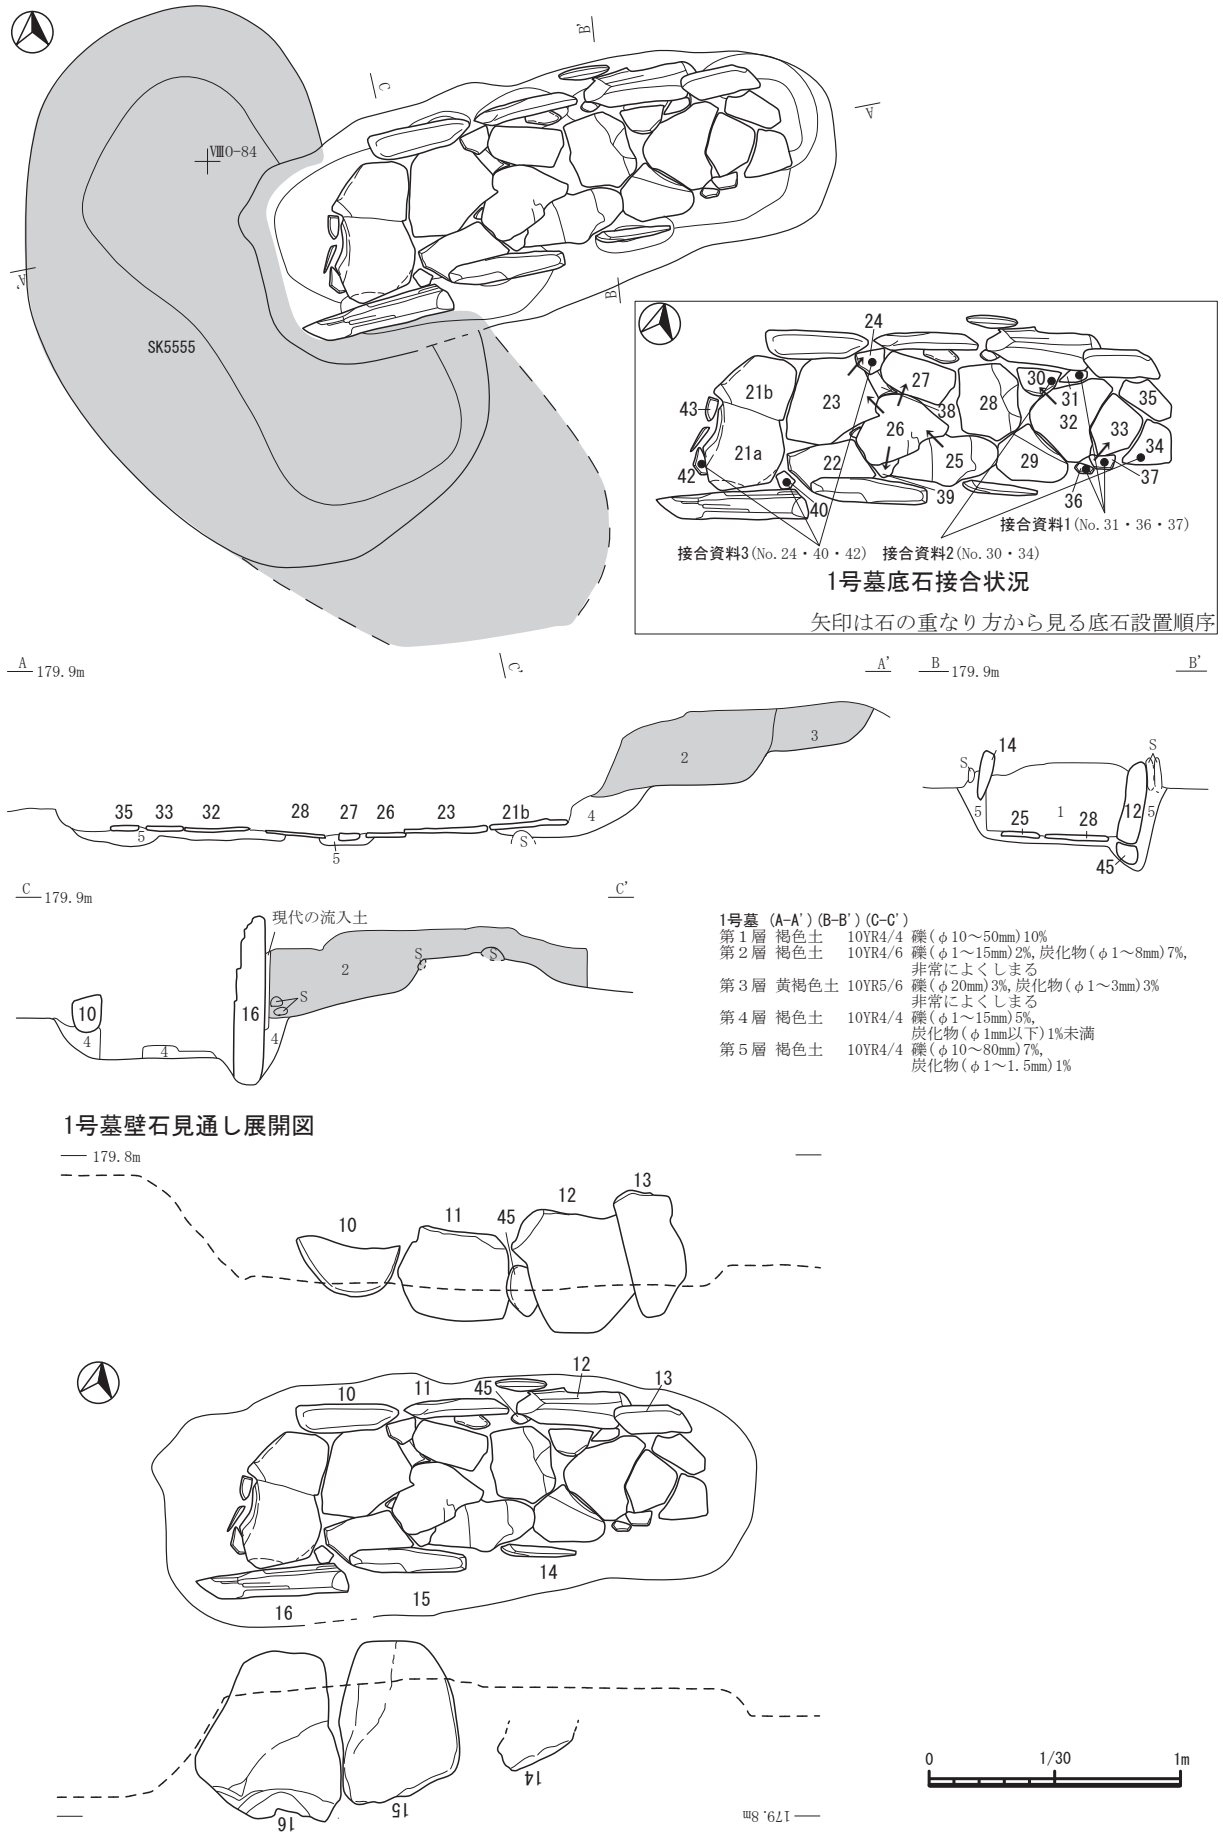 B'
C
A
ⅧO-84
A'
B
SK5555
C'
24
27
30
31
35
21b
23
38
28
32
33
43
26
34
21a
22
25
29
37
42
40
39
36
接合資料1(No.31・36・37)
接合資料3(No.24・40・42) 接合資料2(No.30・34)
1号墓底石接合状況
矢印は石の重なり方から見る底石設置順序
A 179.9m A'
2
3
35 33 32 28 27 26 23 21b
4
5
S
5
B 179.9m B'
14
S
S
5
1
12
5
25
28
45
C 179.9m C'
現代の流入土
2
S
S
10
S
16
4
4
4
1号墓 (A-A')(B-B')(C-C')
第1層 褐色土 10YR4/4 礫(φ10～50mm)10%
第2層 褐色土 10YR4/6 礫(φ1～15mm)2%,炭化物(φ1～8mm)7%,
非常によくしまる
第3層 黄褐色土 10YR5/6 礫(φ20mm)3%,炭化物(φ1～3mm)3%
非常によくしまる
第4層 褐色土 10YR4/4 礫(φ1～15mm)5%,
炭化物(φ1mm以下)1%未満
第5層 褐色土 10YR4/4 礫(φ10～80mm)7%,
炭化物(φ1～1.5mm)1%
1号墓壁石見通し展開図
179.8m
10
11
45
12
13
10
11
45
12
13
14
15
16
14
15
16
179.8m
0 1/30 1m